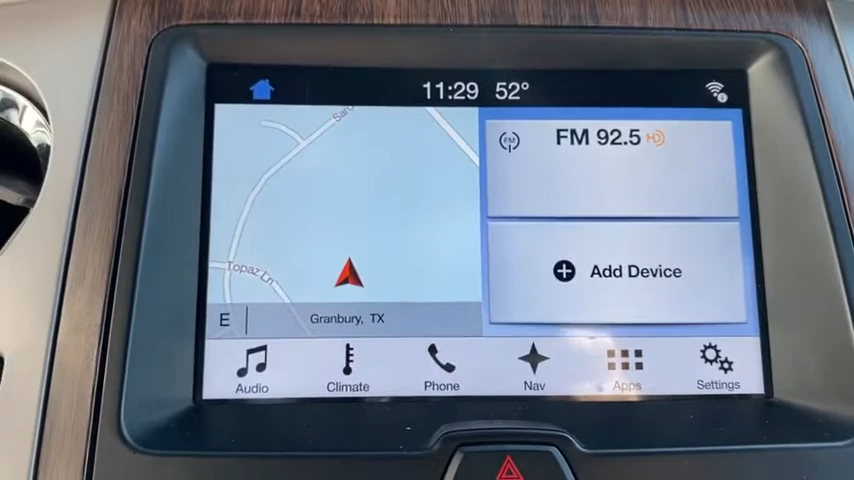 11:29 52°
FM
FM 92.5 HD
Topaz Ln
Add Device
E
Granbury, TX
Audio
Climate
Phone
Nav
Apps
Settings